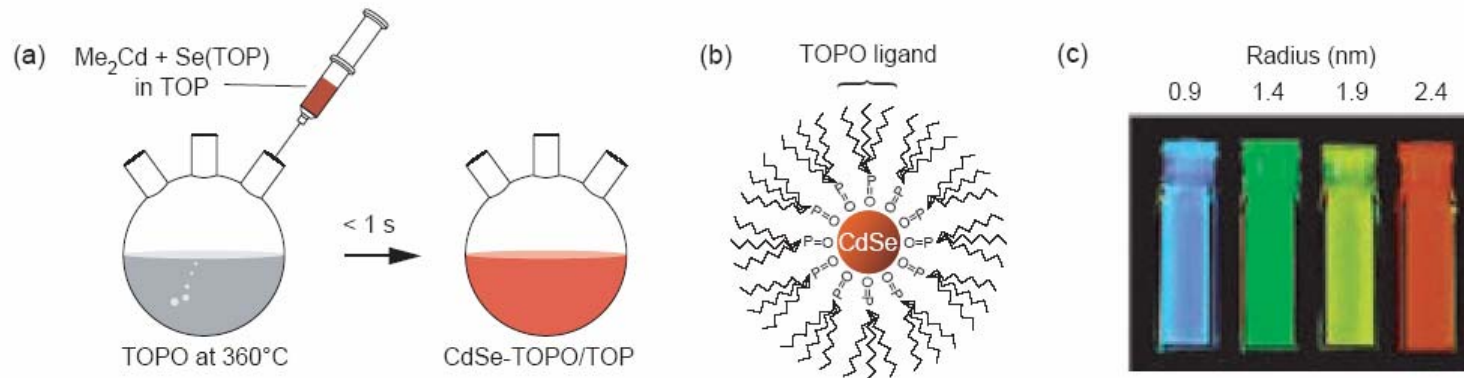 (a)
Me₂Cd + Se(TOP)
in TOP
< 1 s
TOPO at 360°C
CdSe-TOPO/TOP
(b)
TOPO ligand
P=O
P=O
P=O
O=P
O=P
P=O
CdSe
O=P
P=O
O=P
P=O
O=P
O=P
(c)
Radius (nm)
0.9 1.4 1.9 2.4